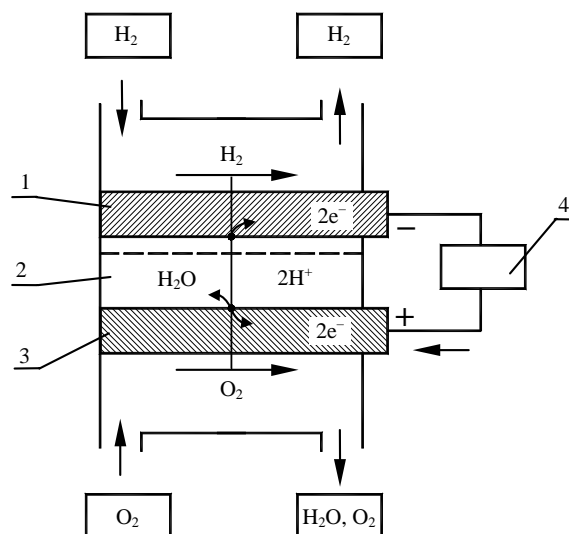 H₂
H₂
H₂
1
2e⁻
−
4
2
H₂O
2H⁺
+
3
2e⁻
O₂
O₂
H₂O, O₂